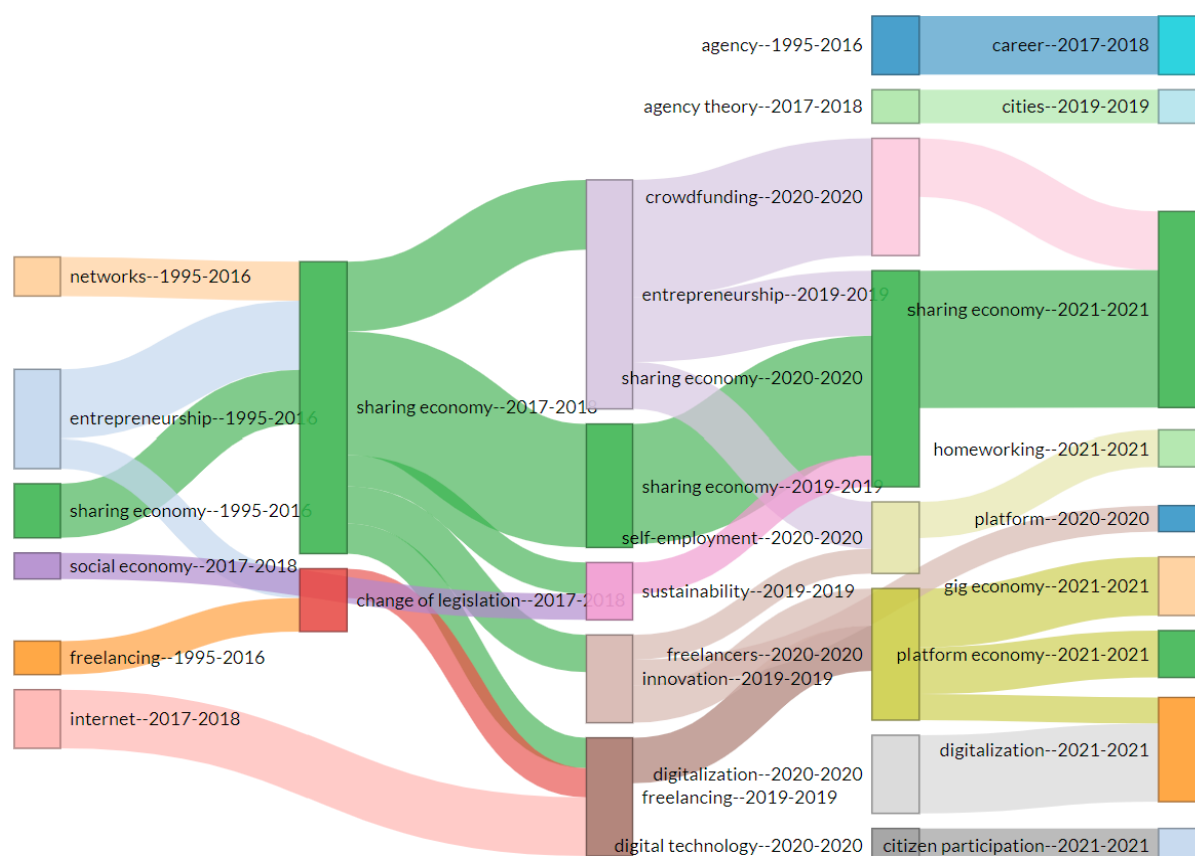 agency--1995-2016
career--2017-2018
agency theory--2017-2018
cities--2019-2019
crowdfunding--2020-2020
networks--1995-2016
entrepreneurship--2019-2019
sharing economy--2021-2021
sharing economy--2020-2020
sharing economy--2017-2018
entrepreneurship--1995-2016
homeworking--2021-2021
sharing economy--2019-2019
sharing economy--1995-2016
platform--2020-2020
self-employment--2020-2020
social economy--2017-2018
gig economy--2021-2021
sustainability--2019-2019
change of legislation--2017-2018
freelancers--2020-2020
platform economy--2021-2021
freelancing--1995-2016
innovation--2019-2019
internet--2017-2018
digitalization--2021-2021
digitalization--2020-2020
freelancing--2019-2019
digital technology--2020-2020
citizen participation--2021-2021